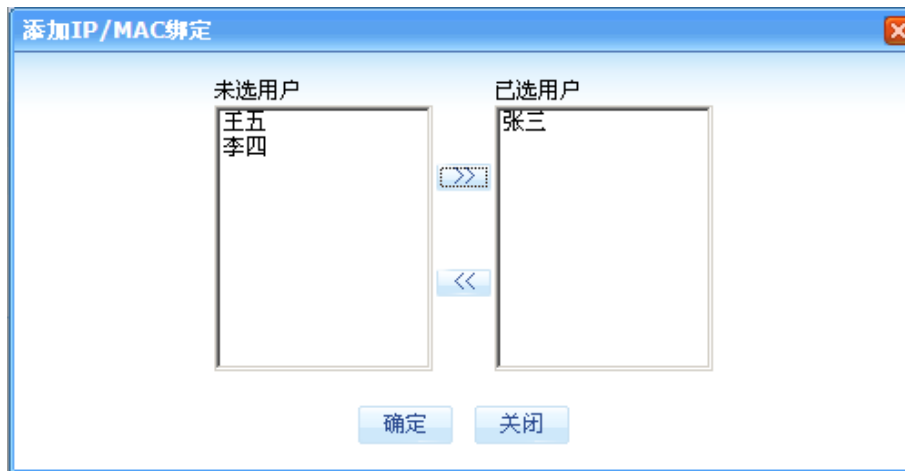 添加IP/MAC绑定
未选用户
已选用户
王五
李四
张三
>>
<<
确定
关闭